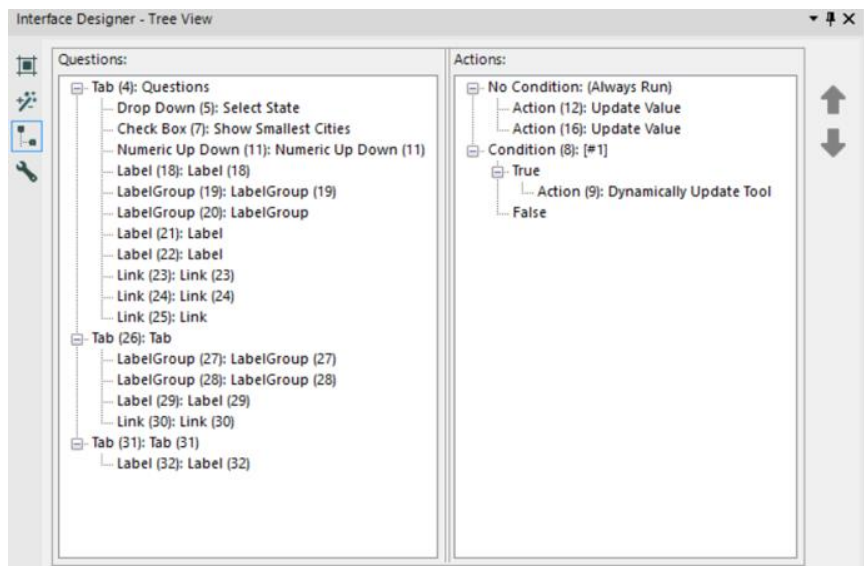 Interface Designer - Tree View
Questions:
Tab (4): Questions
Drop Down (5): Select State
Check Box (7): Show Smallest Cities
Numeric Up Down (11): Numeric Up Down (11)
Label (18): Label (18)
LabelGroup (19): LabelGroup (19)
LabelGroup (20): LabelGroup
Label (21): Label
Label (22): Label
Link (23): Link (23)
Link (24): Link (24)
Link (25): Link
Tab (26): Tab
LabelGroup (27): LabelGroup (27)
LabelGroup (28): LabelGroup (28)
Label (29): Label (29)
Link (30): Link (30)
Tab (31): Tab (31)
Label (32): Label (32)
Actions:
No Condition: (Always Run)
Action (12): Update Value
Action (16): Update Value
Condition (8): [#1]
True
Action (9): Dynamically Update Tool
False